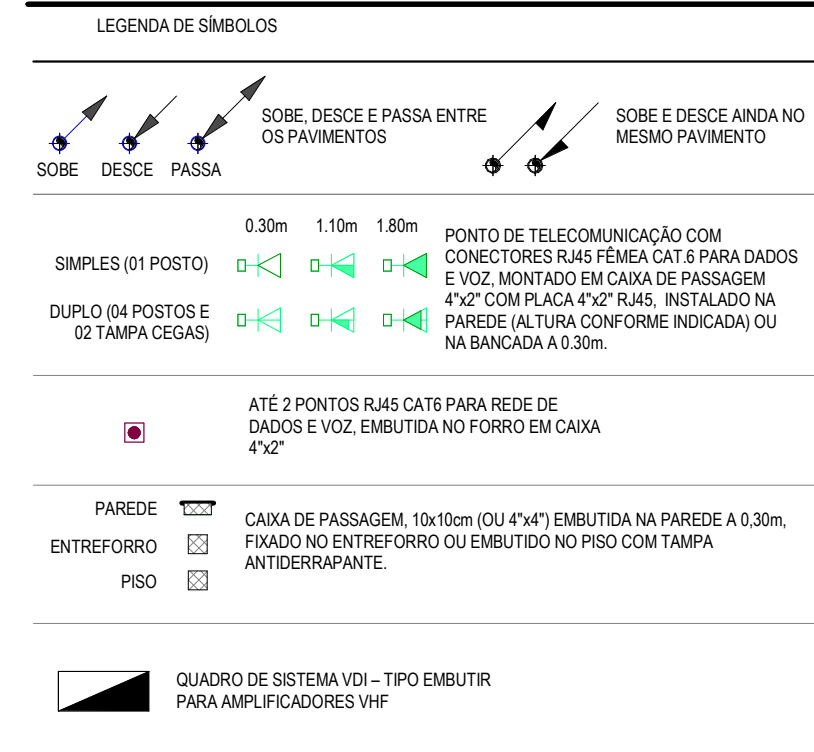 LEGENDA DE SÍMBOLOS
SOBE, DESCE E PASSA ENTRE
OS PAVIMENTOS
SOBE DESCE PASSA
SOBE E DESCE AINDA NO
MESMO PAVIMENTO
0.30m 1.10m 1.80m
SIMPLES (01 POSTO)
DUPLO (04 POSTOS E
02 TAMPA CEGAS)
PONTO DE TELECOMUNICAÇÃO COM
CONECTORES RJ45 FÊMEA CAT.6 PARA DADOS
E VOZ, MONTADO EM CAIXA DE PASSAGEM
4"x2" COM PLACA 4"x2" RJ45, INSTALADO NA
PAREDE (ALTURA CONFORME INDICADA) OU
NA BANCADA A 0.30m.
ATÉ 2 PONTOS RJ45 CAT6 PARA REDE DE
DADOS E VOZ, EMBUTIDA NO FORRO EM CAIXA
4"x2"
PAREDE
ENTREFORRO
PISO
CAIXA DE PASSAGEM, 10x10cm (OU 4"x4") EMBUTIDA NA PAREDE A 0,30m,
FIXADO NO ENTREFORRO OU EMBUTIDO NO PISO COM TAMPA
ANTIDERRAPANTE.
QUADRO DE SISTEMA VDI – TIPO EMBUTIR
PARA AMPLIFICADORES VHF